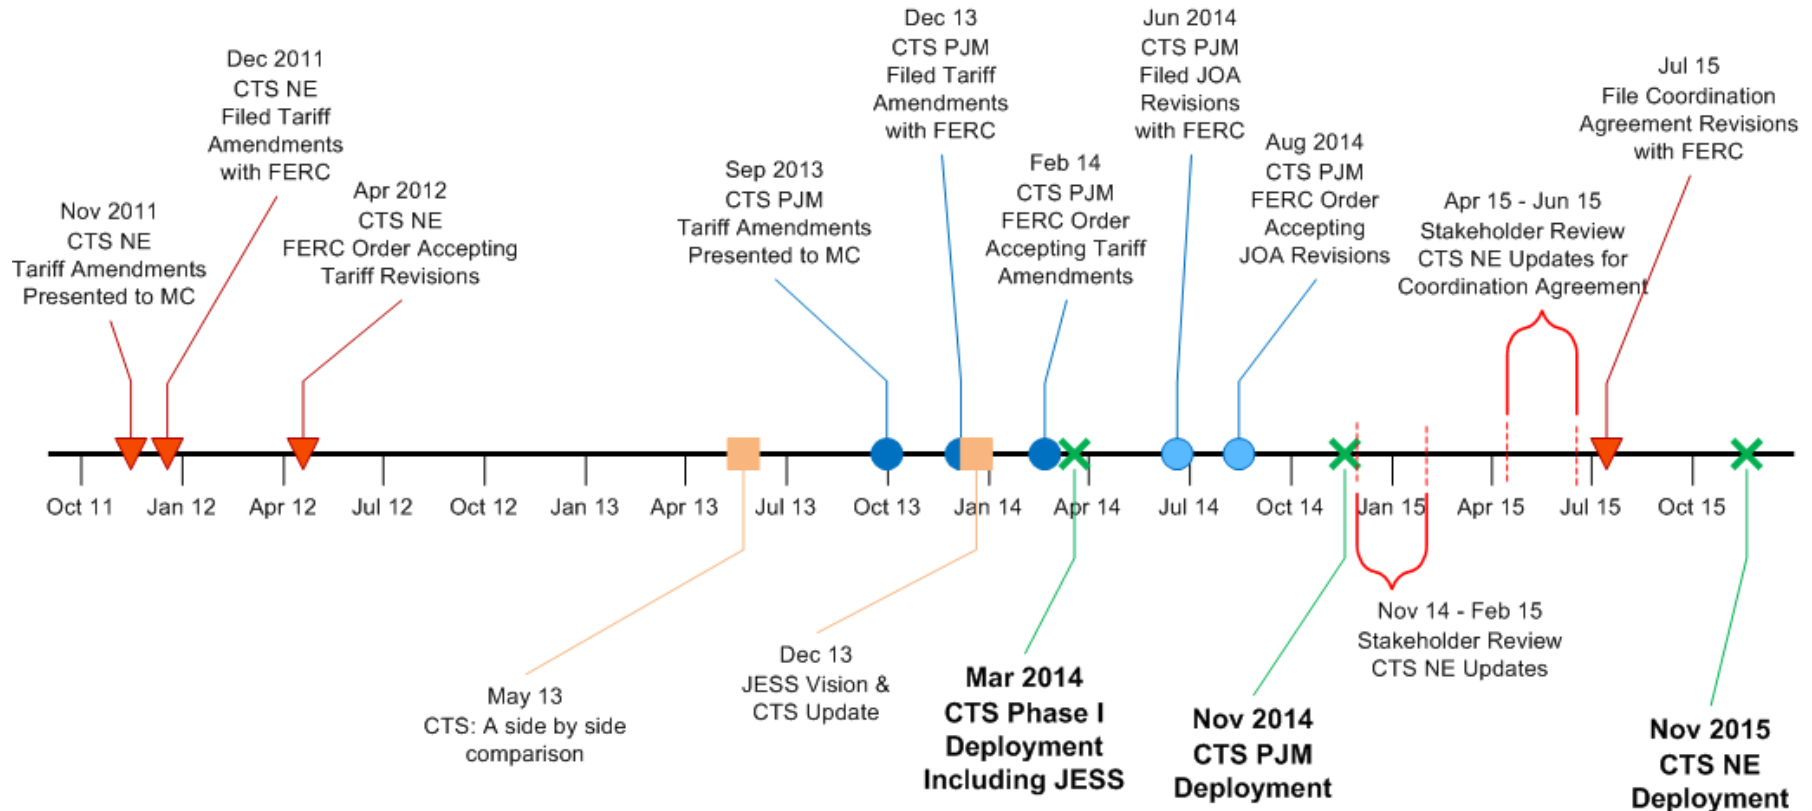 Nov 2011
CTS NE
Tariff Amendments
Presented to MC
Dec 2011
CTS NE
Filed Tariff
Amendments
with FERC
Apr 2012
CTS NE
FERC Order Accepting
Tariff Revisions
Sep 2013
CTS PJM
Tariff Amendments
Presented to MC
Dec 13
CTS PJM
Filed Tariff
Amendments
with FERC
Feb 14
CTS PJM
FERC Order
Accepting Tariff
Amendments
Jun 2014
CTS PJM
Filed JOA
Revisions
with FERC
Aug 2014
CTS PJM
FERC Order
Accepting
JOA Revisions
Apr 15 - Jun 15
Stakeholder Review
CTS NE Updates for
Coordination Agreement
Jul 15
File Coordination
Agreement Revisions
with FERC
Oct 11
Jan 12
Apr 12
Jul 12
Oct 12
Jan 13
Apr 13
Jul 13
Oct 13
Jan 14
Apr 14
Jul 14
Oct 14
Jan 15
Apr 15
Jul 15
Oct 15
May 13
CTS: A side by side
comparison
Dec 13
JESS Vision &
CTS Update
Mar 2014
CTS Phase I
Deployment
Including JESS
Nov 2014
CTS PJM
Deployment
Nov 14 - Feb 15
Stakeholder Review
CTS NE Updates
Nov 2015
CTS NE
Deployment